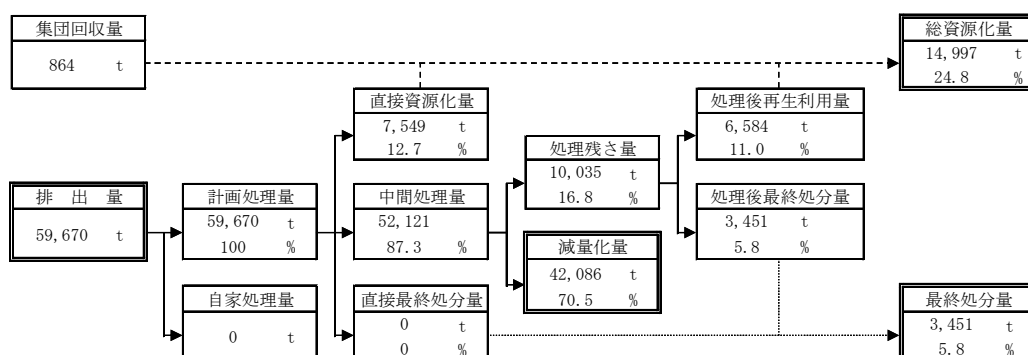 集団回収量
864 t
総資源化量
14,997 t
24.8 %
直接資源化量
7,549 t
12.7 %
処理後再生利用量
6,584 t
11.0 %
処理残さ量
10,035 t
16.8 %
排 出 量
59,670 t
計画処理量
59,670 t
100 %
中間処理量
52,121
87.3 %
処理後最終処分量
3,451 t
5.8 %
減量化量
42,086 t
70.5 %
自家処理量
0 t
直接最終処分量
0 t
0 %
最終処分量
3,451 t
5.8 %